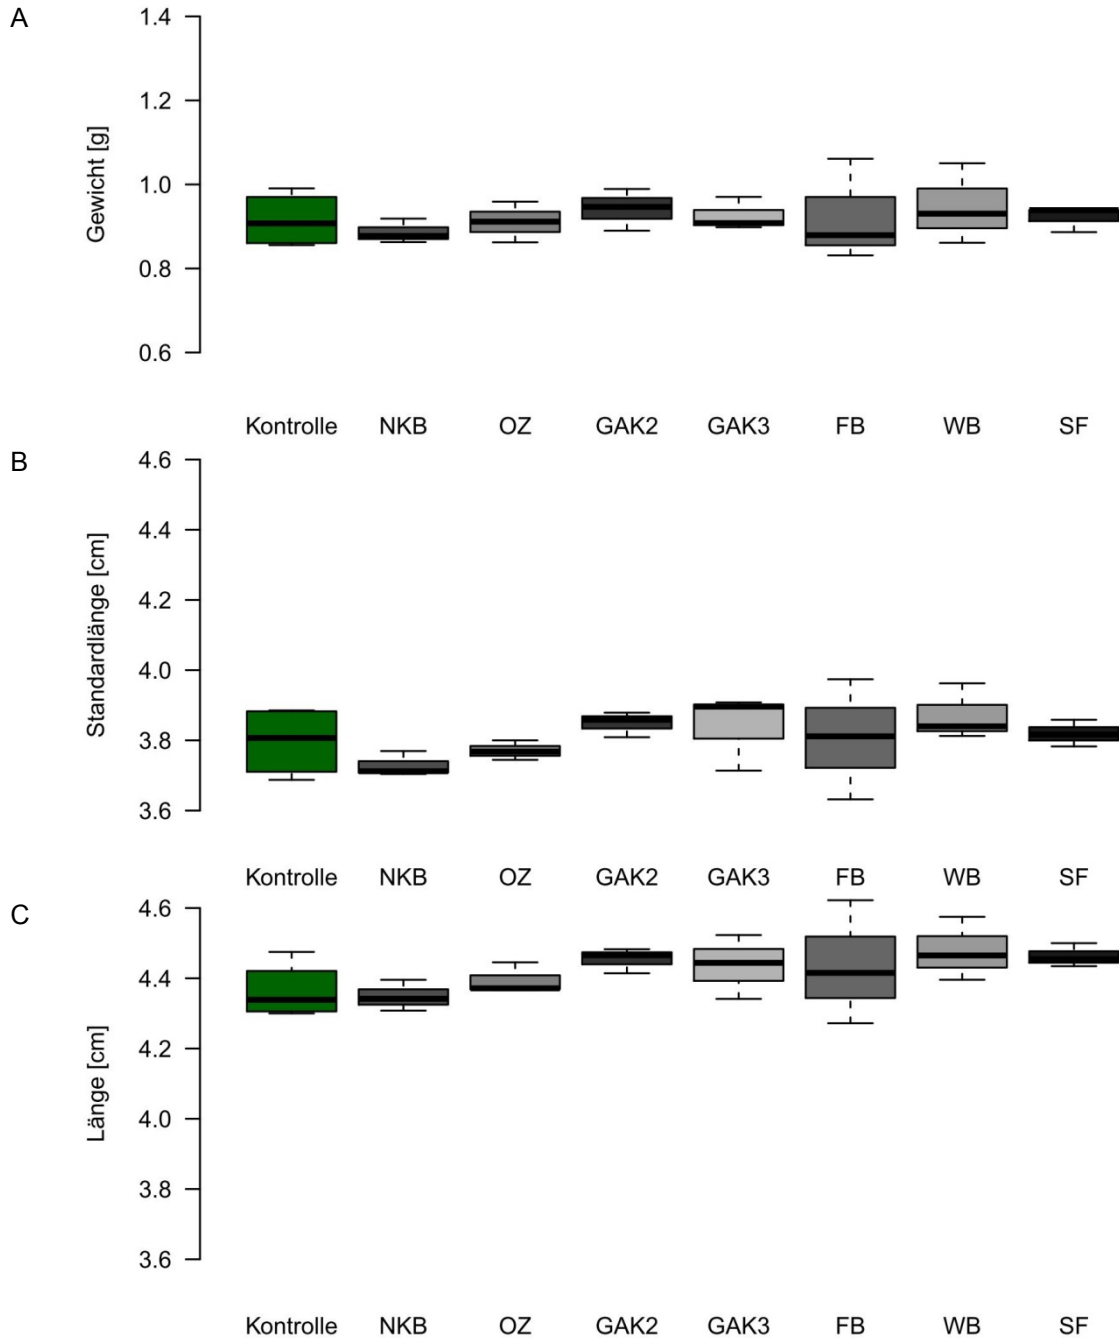 A
1.4
1.2
1.0
0.8
0.6
Gewicht [g]
Kontrolle NKB OZ GAK2 GAK3 FB WB SF
B
4.6
4.4
4.2
4.0
3.8
3.6
Standardlänge [cm]
Kontrolle NKB OZ GAK2 GAK3 FB WB SF
C
4.6
4.4
4.2
4.0
3.8
3.6
Länge [cm]
Kontrolle NKB OZ GAK2 GAK3 FB WB SF